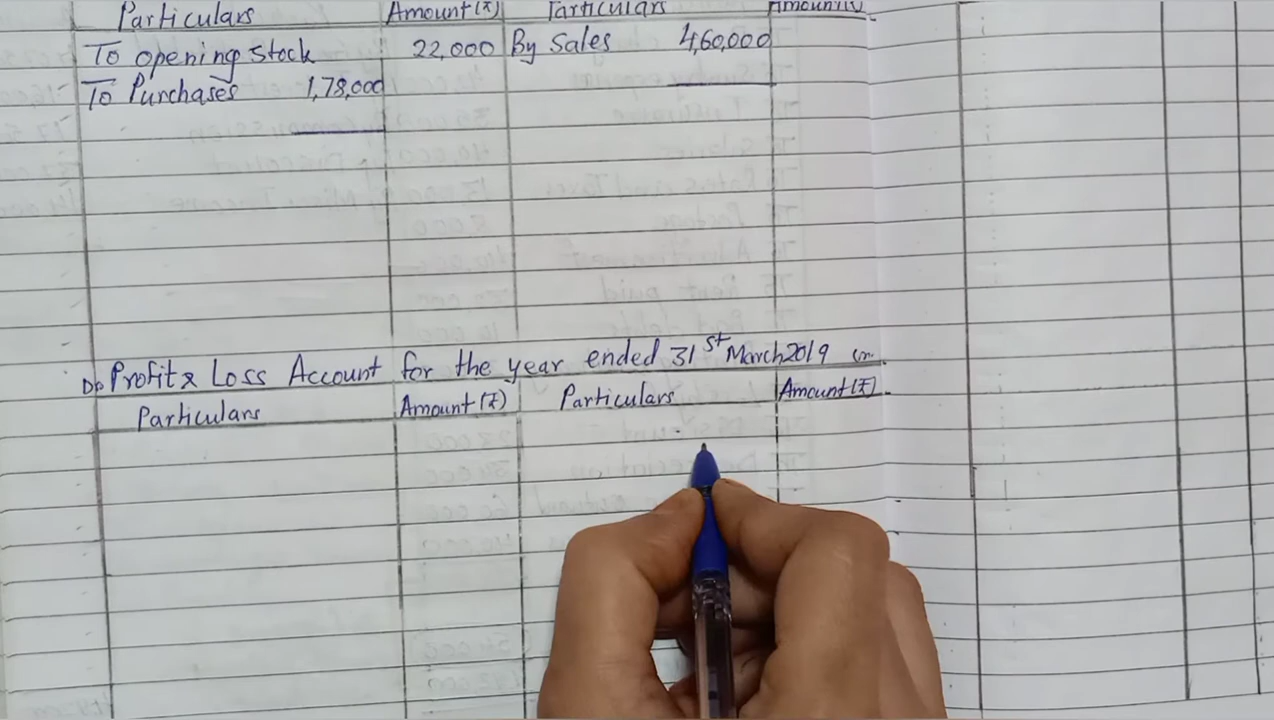 Particulars Amount(₹) Particulars Amount(₹)
To opening stock 22,000 By Sales 4,60,000
To Purchases 1,78,000
Dr Profit & Loss Account for the year ended 31st March 2019 Cr.
Particulars Amount (₹) Particulars Amount(₹)